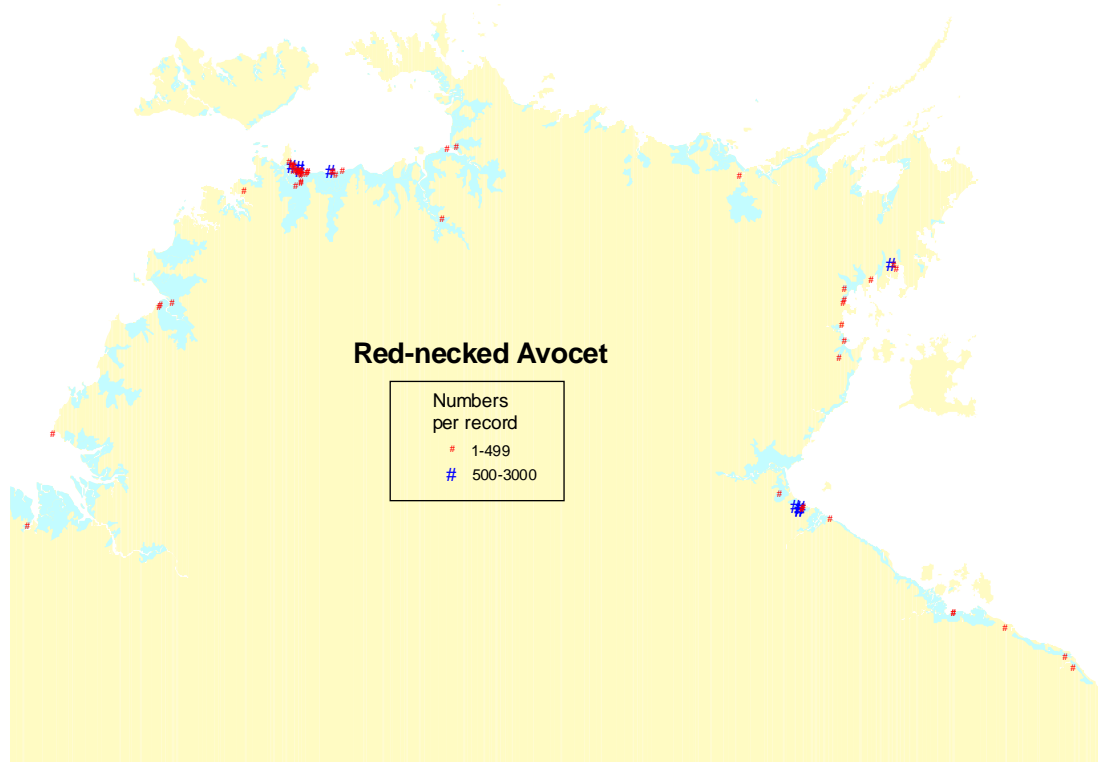 Red-necked Avocet
Numbers
per record
# 1-499
# 500-3000